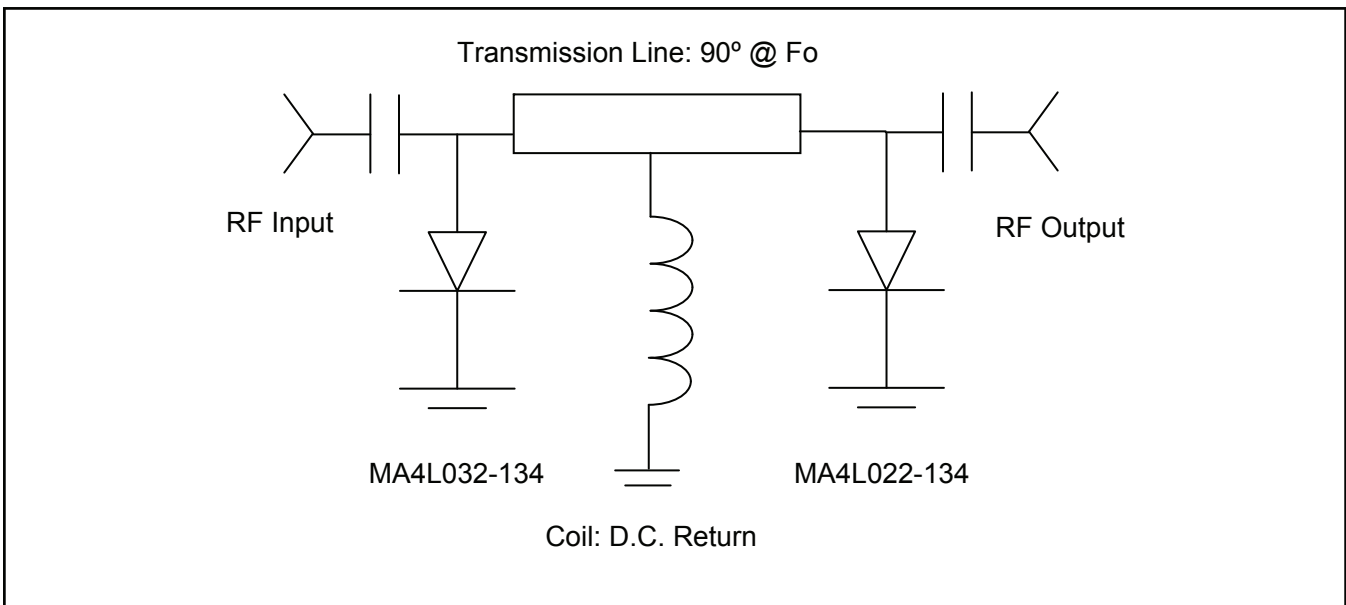 Transmission Line: 90º @ Fo
RF Input
RF Output
MA4L032-134
MA4L022-134
Coil: D.C. Return